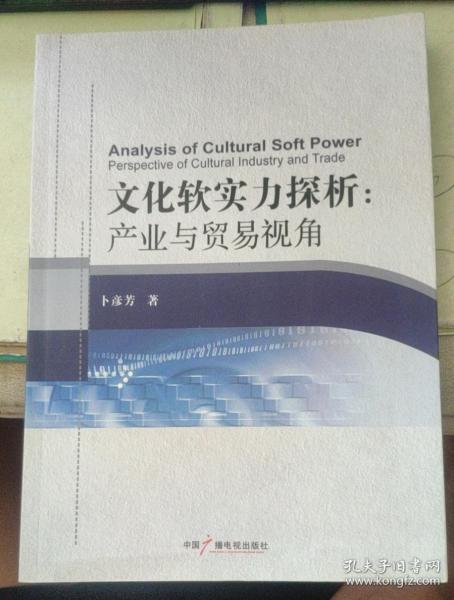 Analysis of Cultural Soft Power
Perspective of Cultural Industry and Trade
文化软实力探析:
产业与贸易视角
卜彦芳 著
中国广播电视出版社
孔夫子旧书网
www.kongfz.com